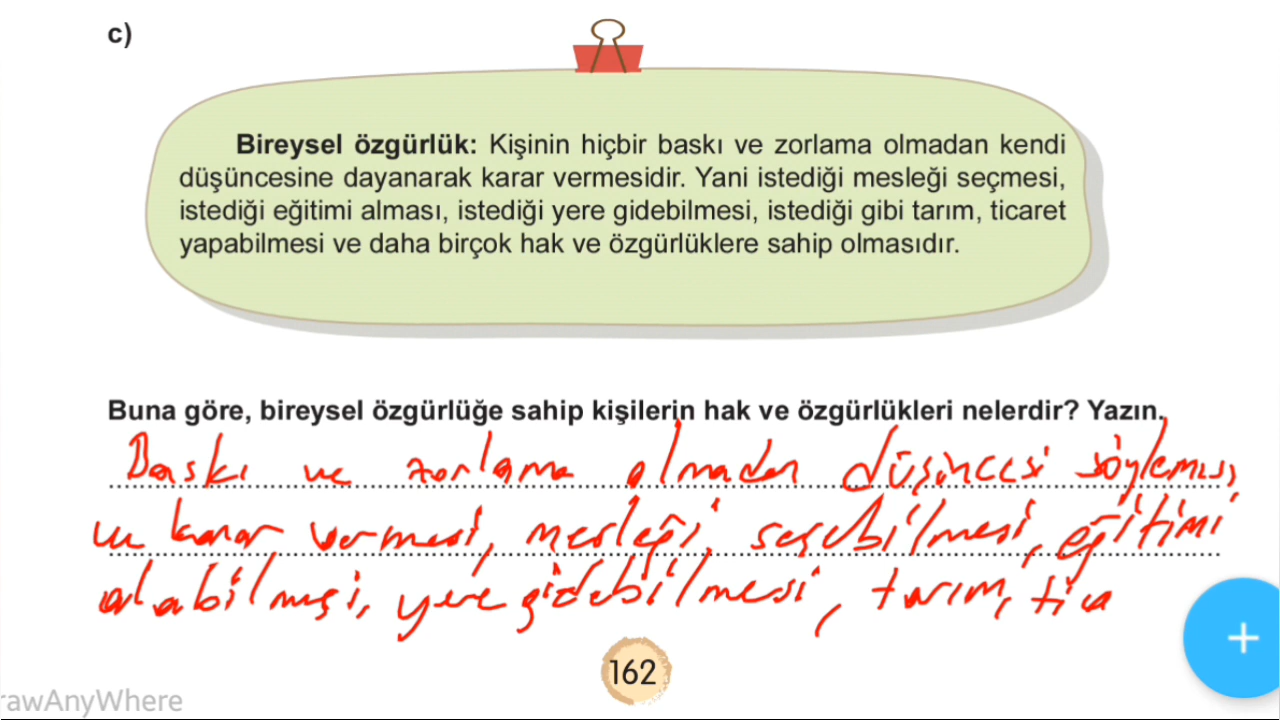 c)
Bireysel özgürlük: Kişinin hiçbir baskı ve zorlama olmadan kendi
düşüncesine dayanarak karar vermesidir. Yani istediği mesleği seçmesi,
istediği eğitimi alması, istediği yere gidebilmesi, istediği gibi tarım, ticaret
yapabilmesi ve daha birçok hak ve özgürlüklere sahip olmasıdır.
Buna göre, bireysel özgürlüğe sahip kişilerin hak ve özgürlükleri nelerdir? Yazın.
Baskı ve zorlama olmadan düşüncesi söylemesi,
ve karar vermesi, mesleği seçebilmesi, eğitimi
alabilmesi, yere gidebilmesi, tarım, tica
162
rawAnyWhere
+